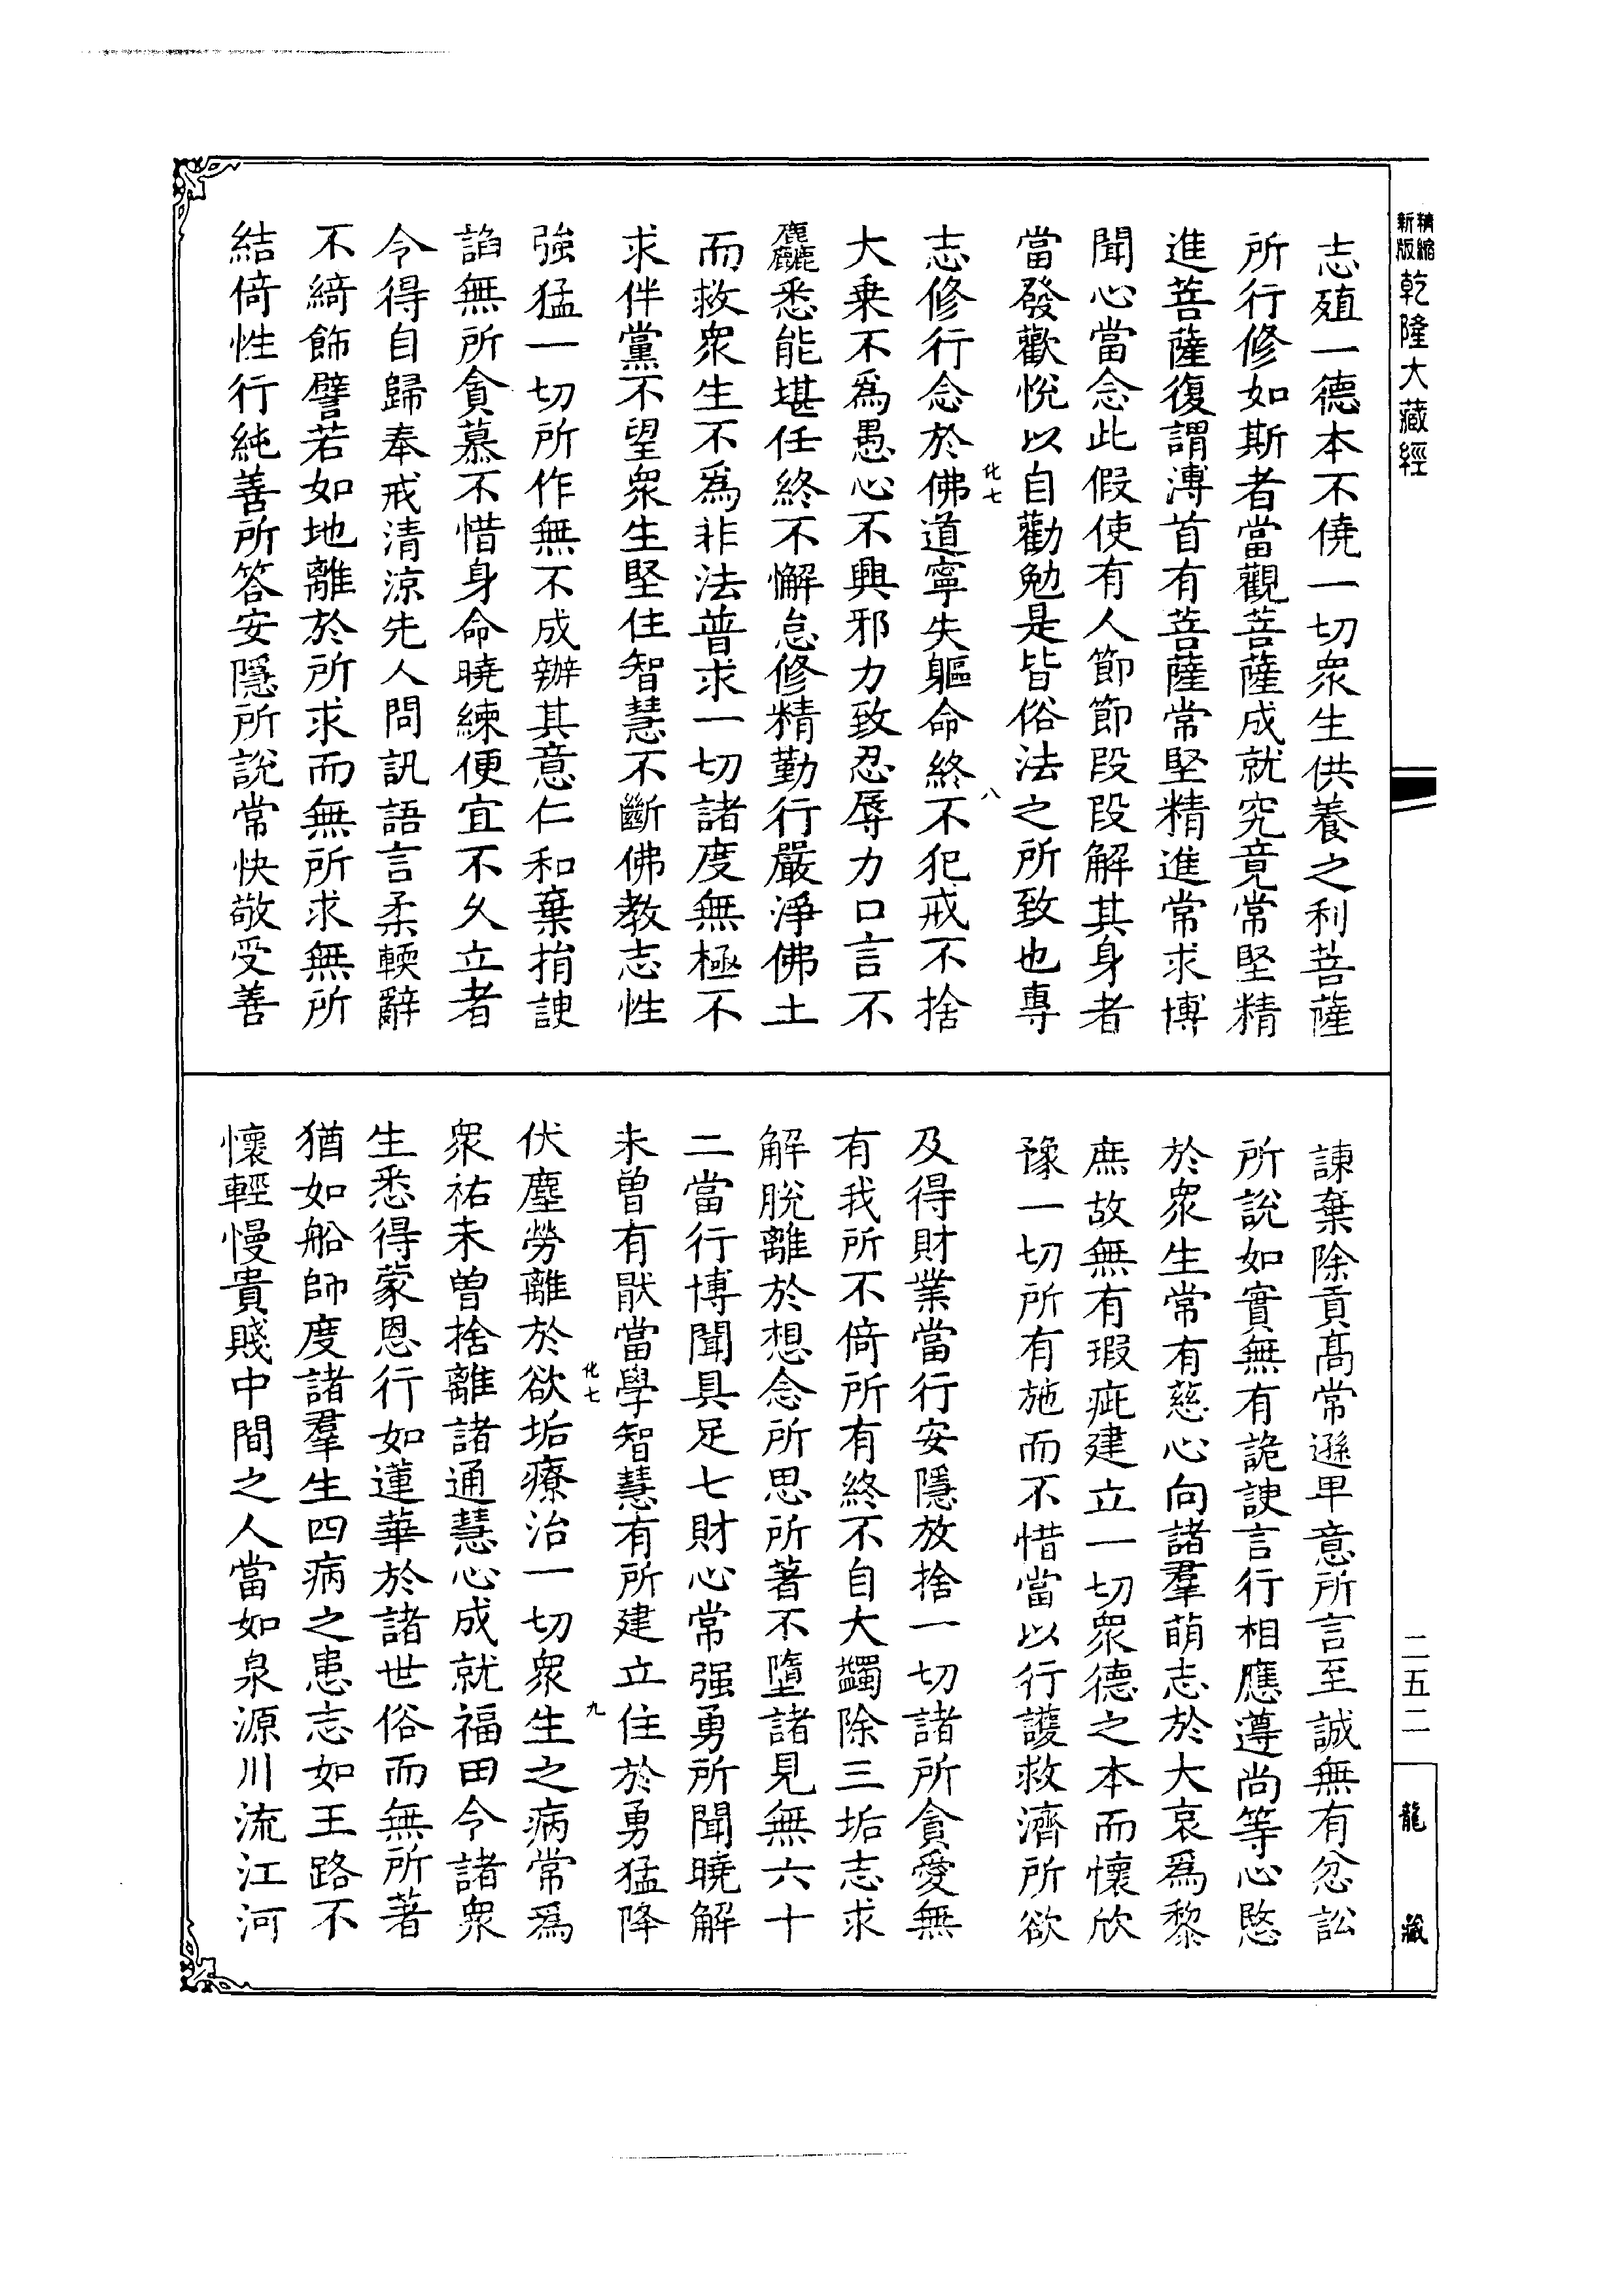 精縮新版乾隆大藏經
志殖一德本不僥一切衆生供養之利菩薩
所行修如斯者當觀菩薩成就究竟常堅精
進菩薩復謂溥首有菩薩常堅精進常求博
聞心當念此假使有人節節段段解其身者
當發歡悅以自勸勉是皆俗法之所致也專
化七
八
志修行念於佛道寧失軀命終不犯戒不捨
大乗不爲愚心不興邪力致忍辱力口言不
麤悉能堪任終不懈怠修精勤行嚴淨佛土
而救衆生不爲非法普求一切諸度無極不
求伴黨不望衆生堅住智慧不斷佛教志性
強猛一切所作無不成辦其意仁和棄捐諛
諂無所貪慕不惜身命曉練便宜不久立者
令得自歸奉戒清涼先人問訊語言柔輭辭
不綺飾譬若如地離於所求而無所求無所
結倚性行純善所答安隱所說常快敬受善
諫棄除貢高常遜卑意所言至誠無有忿訟
所說如實無有詭諛言行相應遵尚等心愍
於衆生常有慈心向諸羣萌志於大哀爲黎
庶故無有瑕疵建立一切衆德之本而懷欣
豫一切所有施而不惜當以行護救濟所欲
及得財業當行安隱放捨一切諸所貪愛無
有我所不倚所有終不自大蠲除三垢志求
解脫離於想念所思所著不墮諸見無六十
二當行博聞具足七財心常强勇所聞曉解
未曾有猒當學智慧有所建立住於勇猛降
化七
九
伏塵勞離於欲垢療治一切衆生之病常爲
衆祐未曾捨離諸通慧心成就福田令諸衆
生悉得蒙恩行如蓮華於諸世俗而無所著
猶如船師度諸羣生四病之患志如王路不
懷輕慢貴賤中間之人當如泉源川流江河
二五二
龍藏